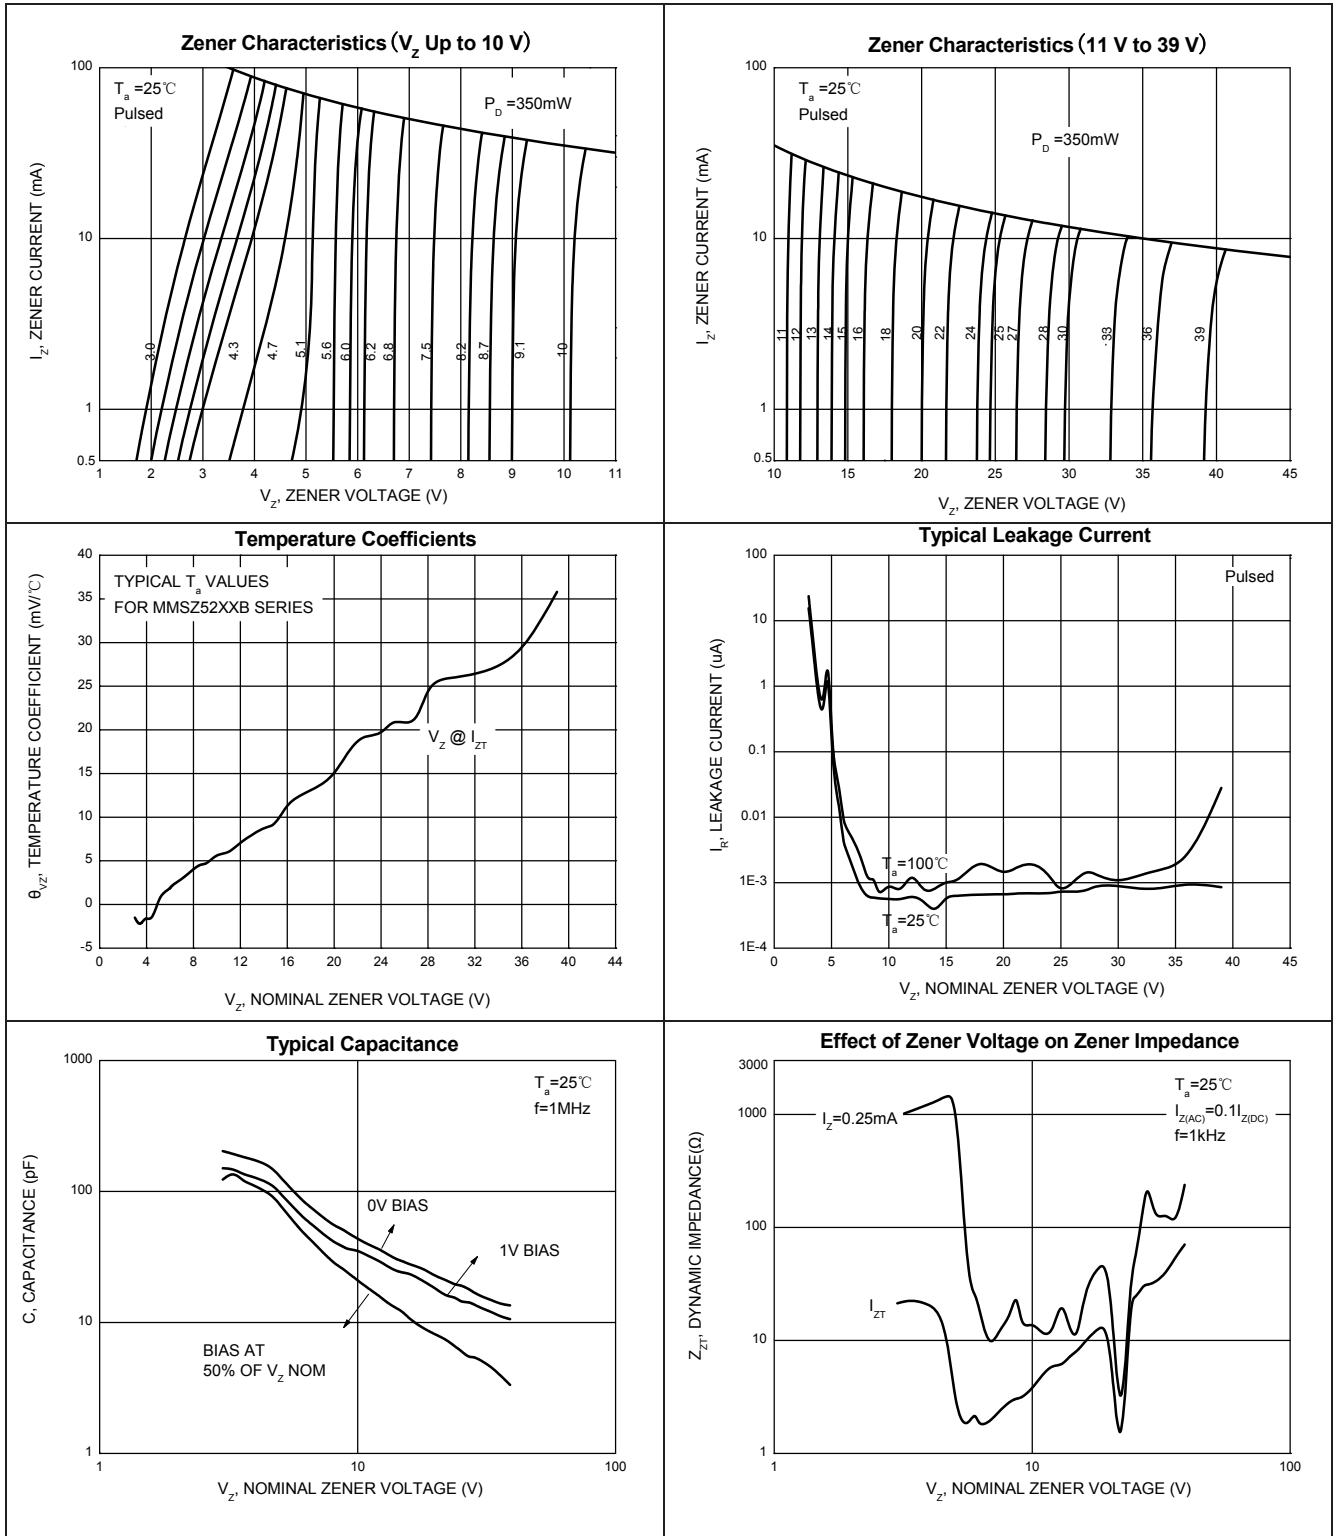 Zener Characteristics (VZ Up to 10 V)
Ta =25℃
Pulsed
PD =350mW
IZ, ZENER CURRENT (mA)
100
10
1
0.5
3.0
4.3
4.7
5.1
5.6
6.0
6.2
6.8
7.5
8.2
8.7
9.1
10
1 2 3 4 5 6 7 8 9 10 11
VZ, ZENER VOLTAGE (V)
Zener Characteristics (11 V to 39 V)
Ta =25℃
Pulsed
PD =350mW
IZ, ZENER CURRENT (mA)
100
10
1
0.5
11
12
13
14
15
16
18
20
22
24
25
27
28
30
33
36
39
10 15 20 25 30 35 40 45
VZ, ZENER VOLTAGE (V)
Temperature Coefficients
TYPICAL Ta VALUES
FOR MMSZ52XXB SERIES
θVZ, TEMPERATURE COEFFICIENT (mV/℃)
40
35
30
25
20
15
10
5
0
-5
VZ @ IZT
0 4 8 12 16 20 24 28 32 36 40 44
VZ, NOMINAL ZENER VOLTAGE (V)
Typical Leakage Current
Pulsed
IR, LEAKAGE CURRENT (uA)
100
10
1
0.1
0.01
1E-3
1E-4
Ta=100℃
Ta=25℃
0 5 10 15 20 25 30 35 40 45
VZ, NOMINAL ZENER VOLTAGE (V)
Typical Capacitance
Ta=25℃
f=1MHz
C, CAPACITANCE (pF)
1000
100
10
1
0V BIAS
1V BIAS
BIAS AT
50% OF VZ NOM
1 10 100
VZ, NOMINAL ZENER VOLTAGE (V)
Effect of Zener Voltage on Zener Impedance
Ta=25℃
IZ(AC)=0.1IZ(DC)
f=1kHz
ZZT, DYNAMIC IMPEDANCE(Ω)
3000
1000
100
10
1
IZ=0.25mA
IZT
1 10 100
VZ, NOMINAL ZENER VOLTAGE (V)